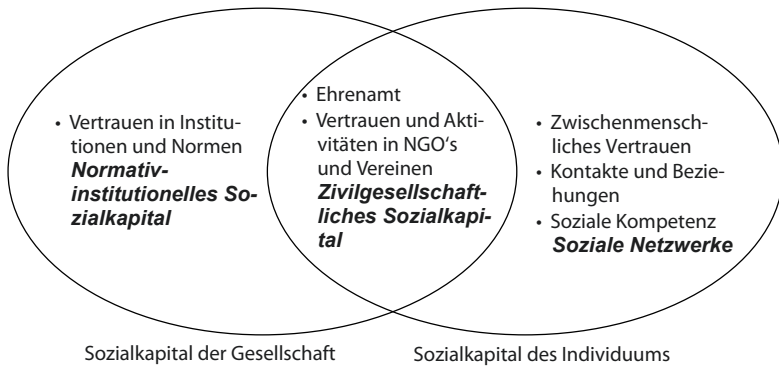 • Vertrauen in Institu-
tionen und Normen
Normativ-
institutionelles So-
zialkapital
• Ehrenamt
• Vertrauen und Akti-
vitäten in NGO‘s
und Vereinen
Zivilgesellschaft-
liches Sozialkapi-
tal
• Zwischenmensch-
liches Vertrauen
• Kontakte und Bezie-
hungen
• Soziale Kompetenz
Soziale Netzwerke
Sozialkapital der Gesellschaft
Sozialkapital des Individuums